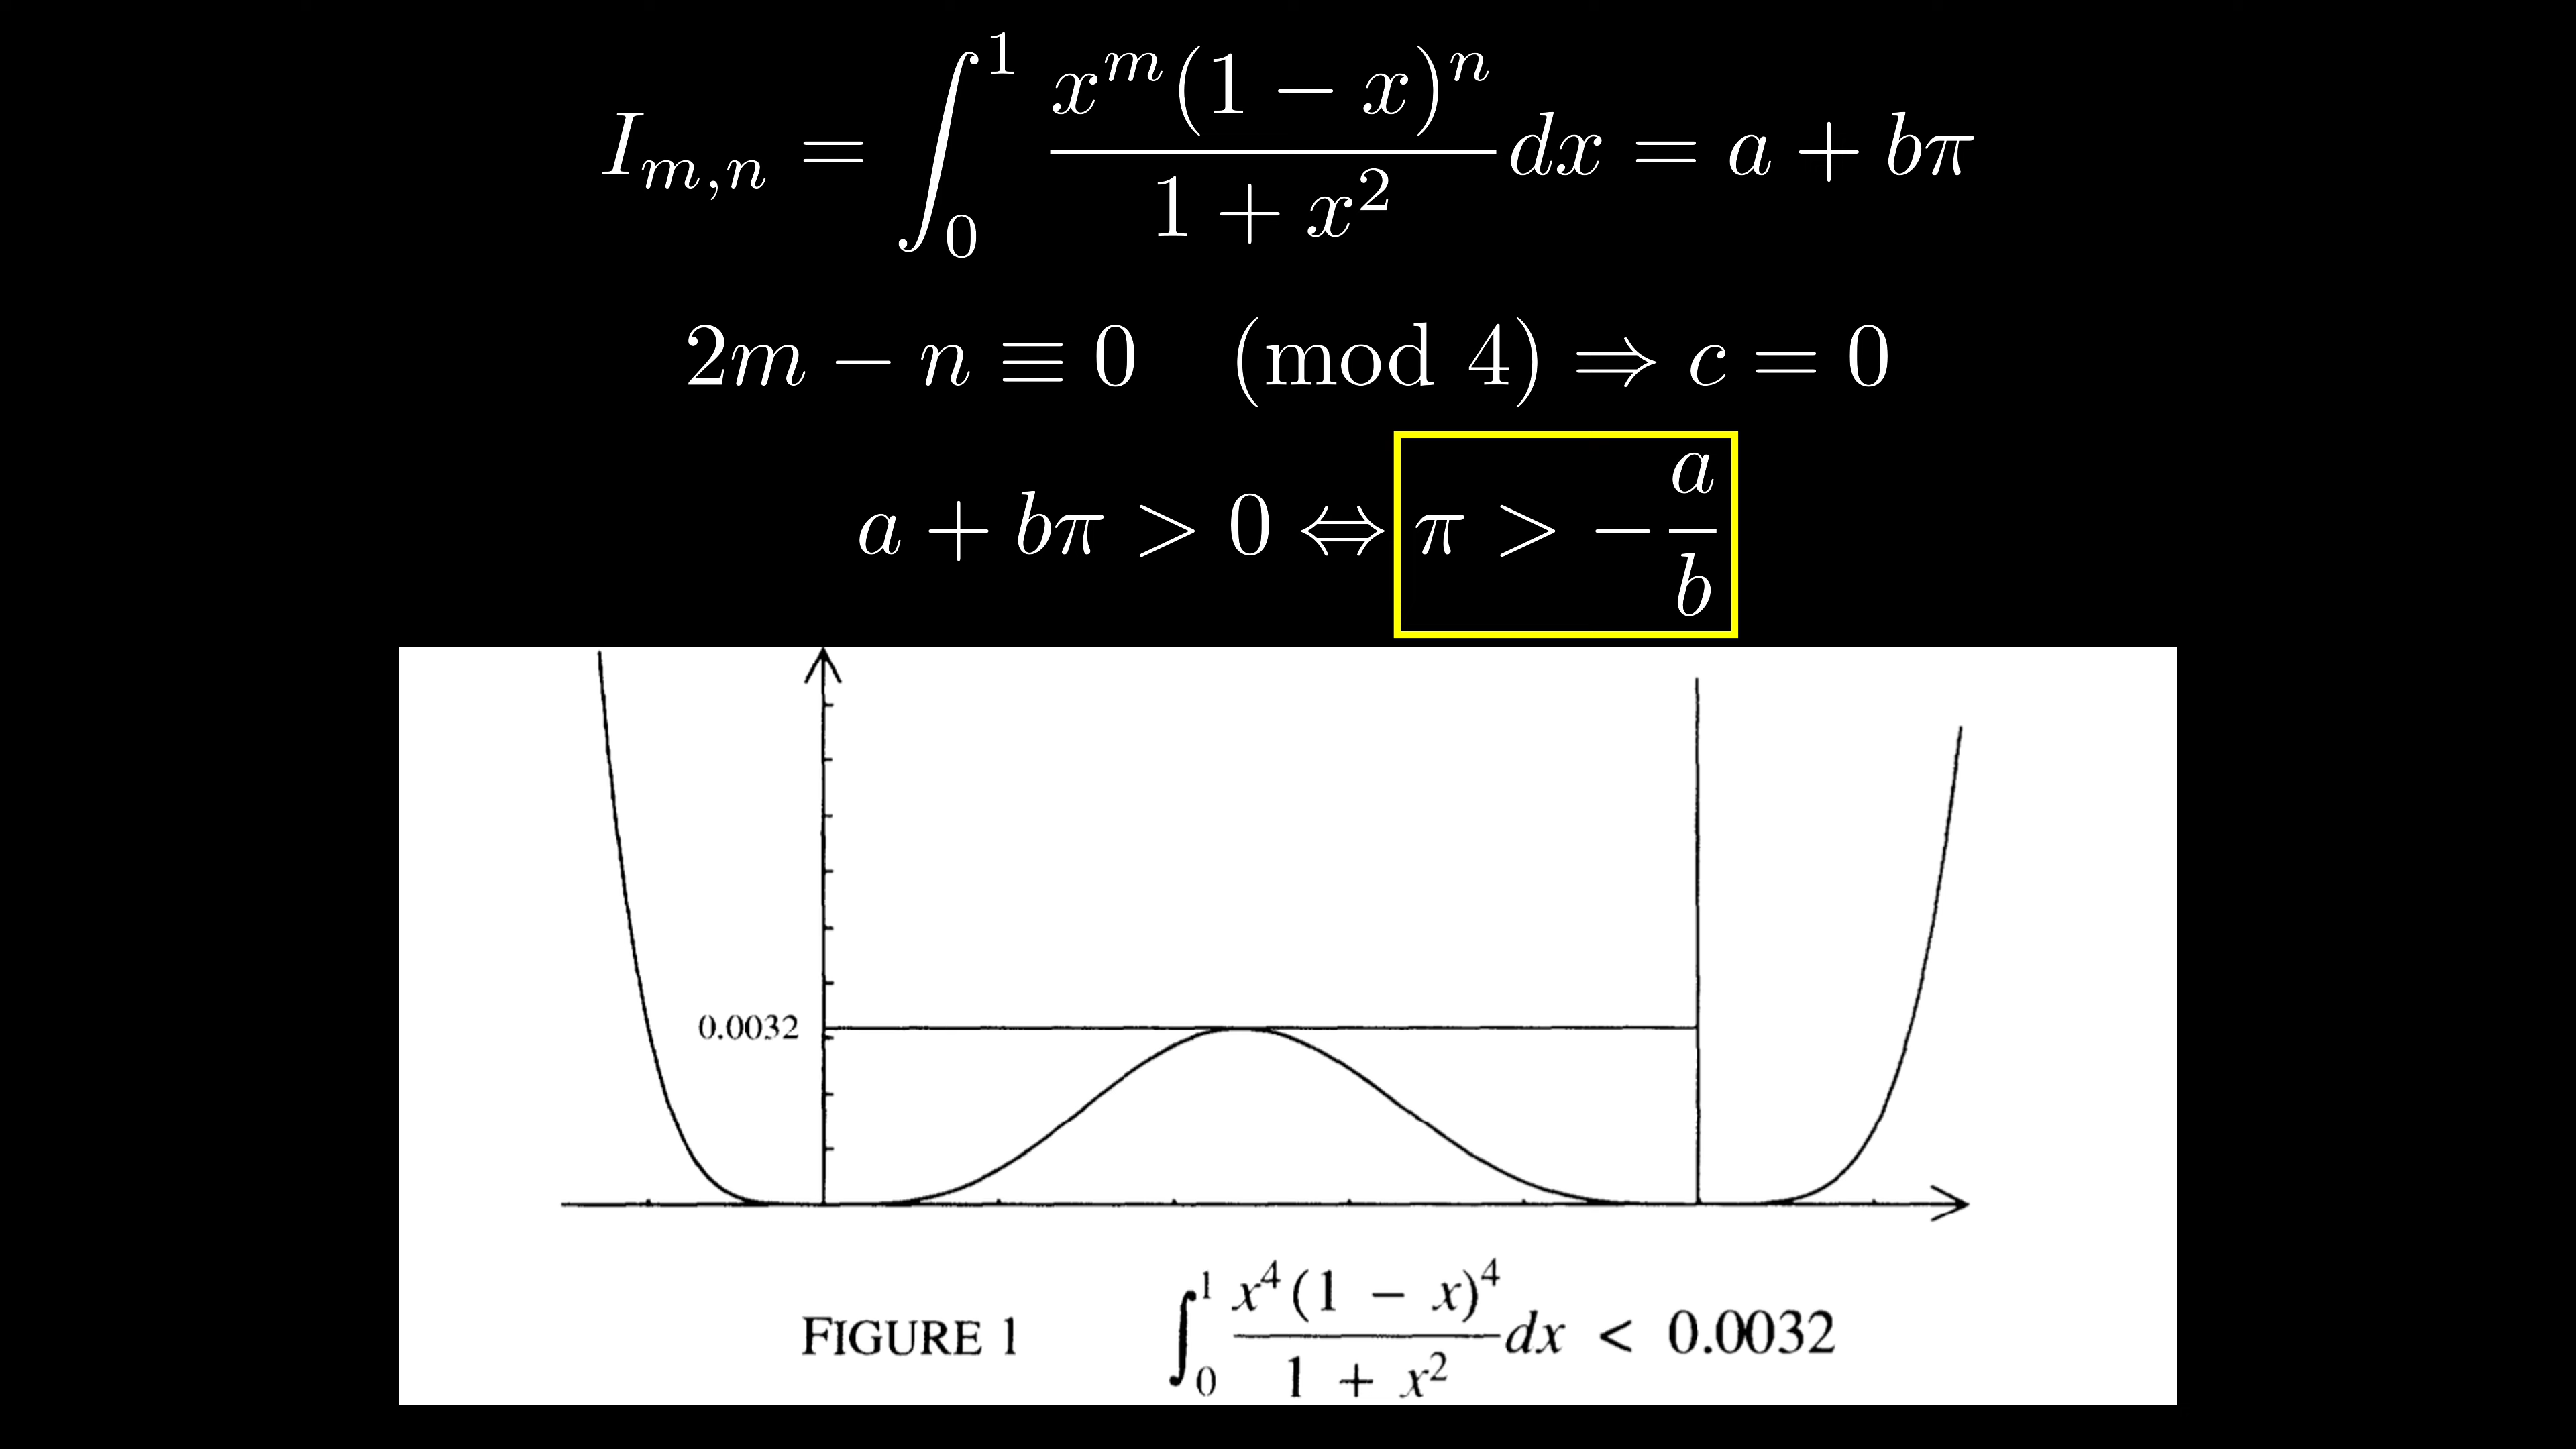 I_{m,n} = \int_0^1 \frac{x^m(1-x)^n}{1+x^2}dx = a + b\pi
2m - n \equiv 0 \pmod 4 \Rightarrow c = 0
a + b\pi > 0 \Leftrightarrow \pi > -\frac{a}{b}
0.0032
FIGURE 1 \int_0^1 \frac{x^4(1 - x)^4}{1 + x^2}dx < 0.0032